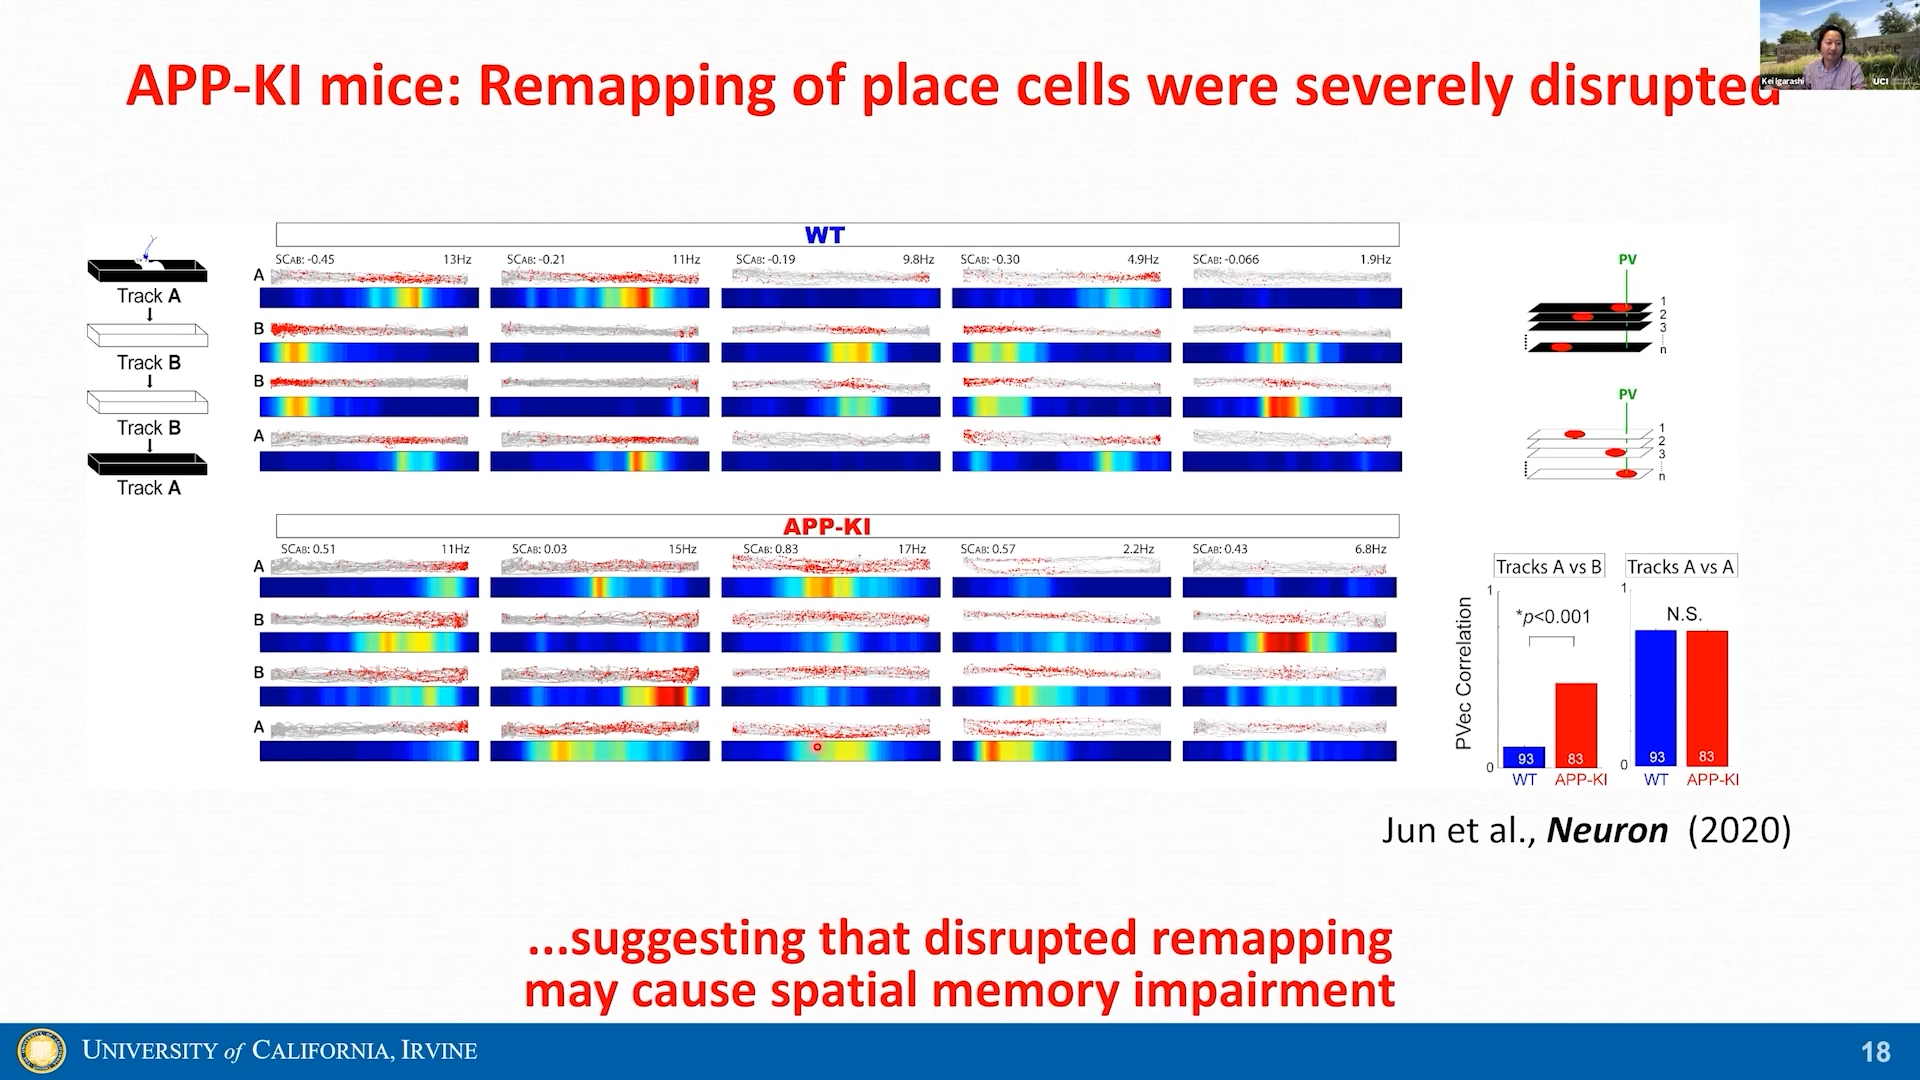 APP-KI mice: Remapping of place cells were severely disrupted
Kei Igarashi
UCI
WT
SCAB: -0.45 13Hz SCAB: -0.21 11Hz SCAB: -0.19 9.8Hz SCAB: -0.30 4.9Hz SCAB: -0.066 1.9Hz
A
B
B
A
Track A
Track B
Track B
Track A
PV
1
2
3
n
PV
1
2
3
n
APP-KI
SCAB: 0.51 11Hz SCAB: 0.03 15Hz SCAB: 0.83 17Hz SCAB: 0.57 2.2Hz SCAB: 0.43 6.8Hz
A
B
B
A
Tracks A vs B Tracks A vs A
PVec Correlation
1
*p<0.001
0
93 83
WT APP-KI
1
N.S.
0
93 83
WT APP-KI
Jun et al., Neuron (2020)
...suggesting that disrupted remapping
may cause spatial memory impairment
UNIVERSITY of CALIFORNIA, IRVINE
18